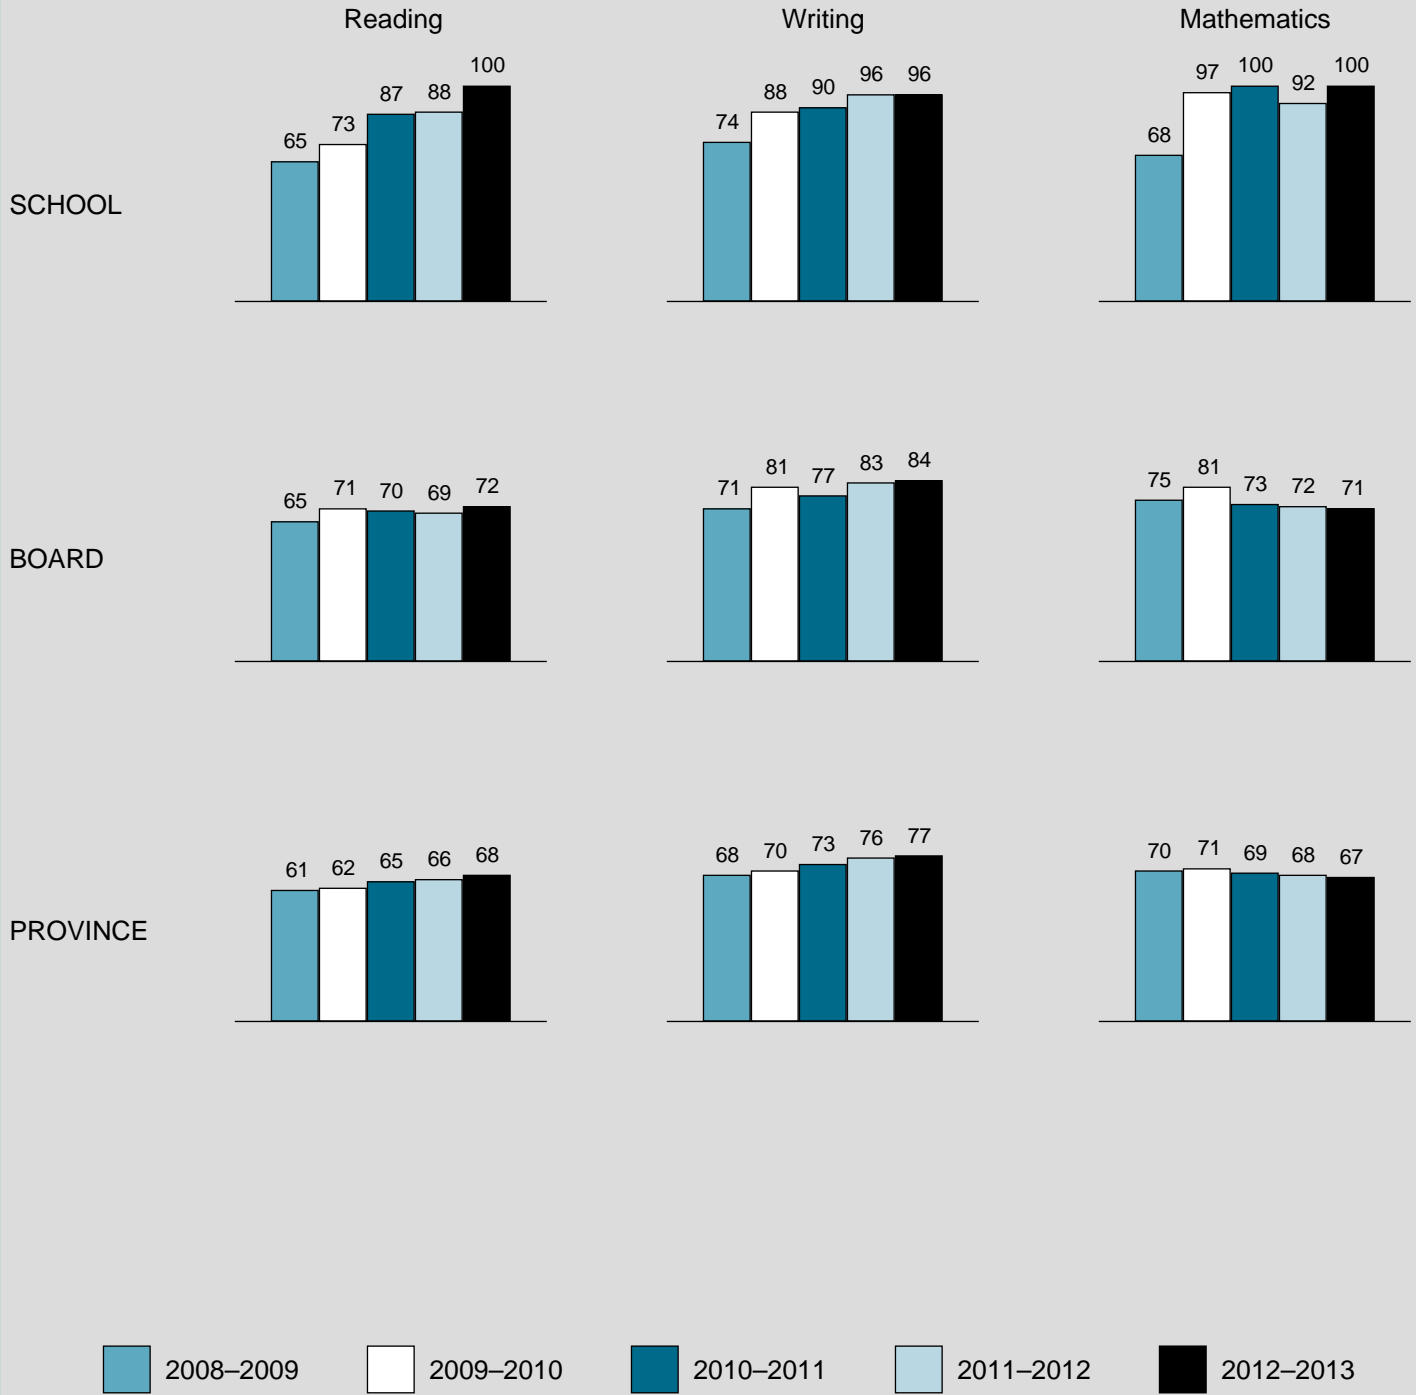 Reading Writing Mathematics
SCHOOL
65 73 87 88 100
74 88 90 96 96
68 97 100 92 100
BOARD
65 71 70 69 72
71 81 77 83 84
75 81 73 72 71
PROVINCE
61 62 65 66 68
68 70 73 76 77
70 71 69 68 67
2008–2009 2009–2010 2010–2011 2011–2012 2012–2013